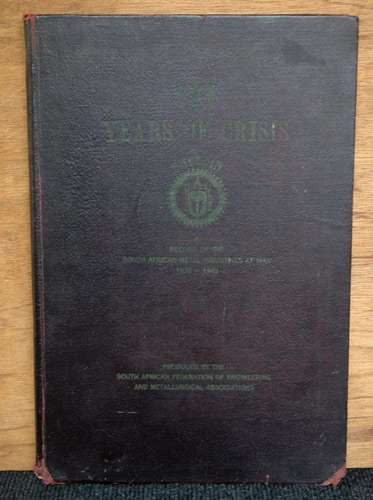 YEARS OF CRISIS
RECORD OF THE
SOUTH AFRICAN METAL INDUSTRIES AT WAR
PRODUCED BY THE
SOUTH AFRICAN FEDERATION OF ENGINEERING
AND METALLURGICAL ASSOCIATIONS